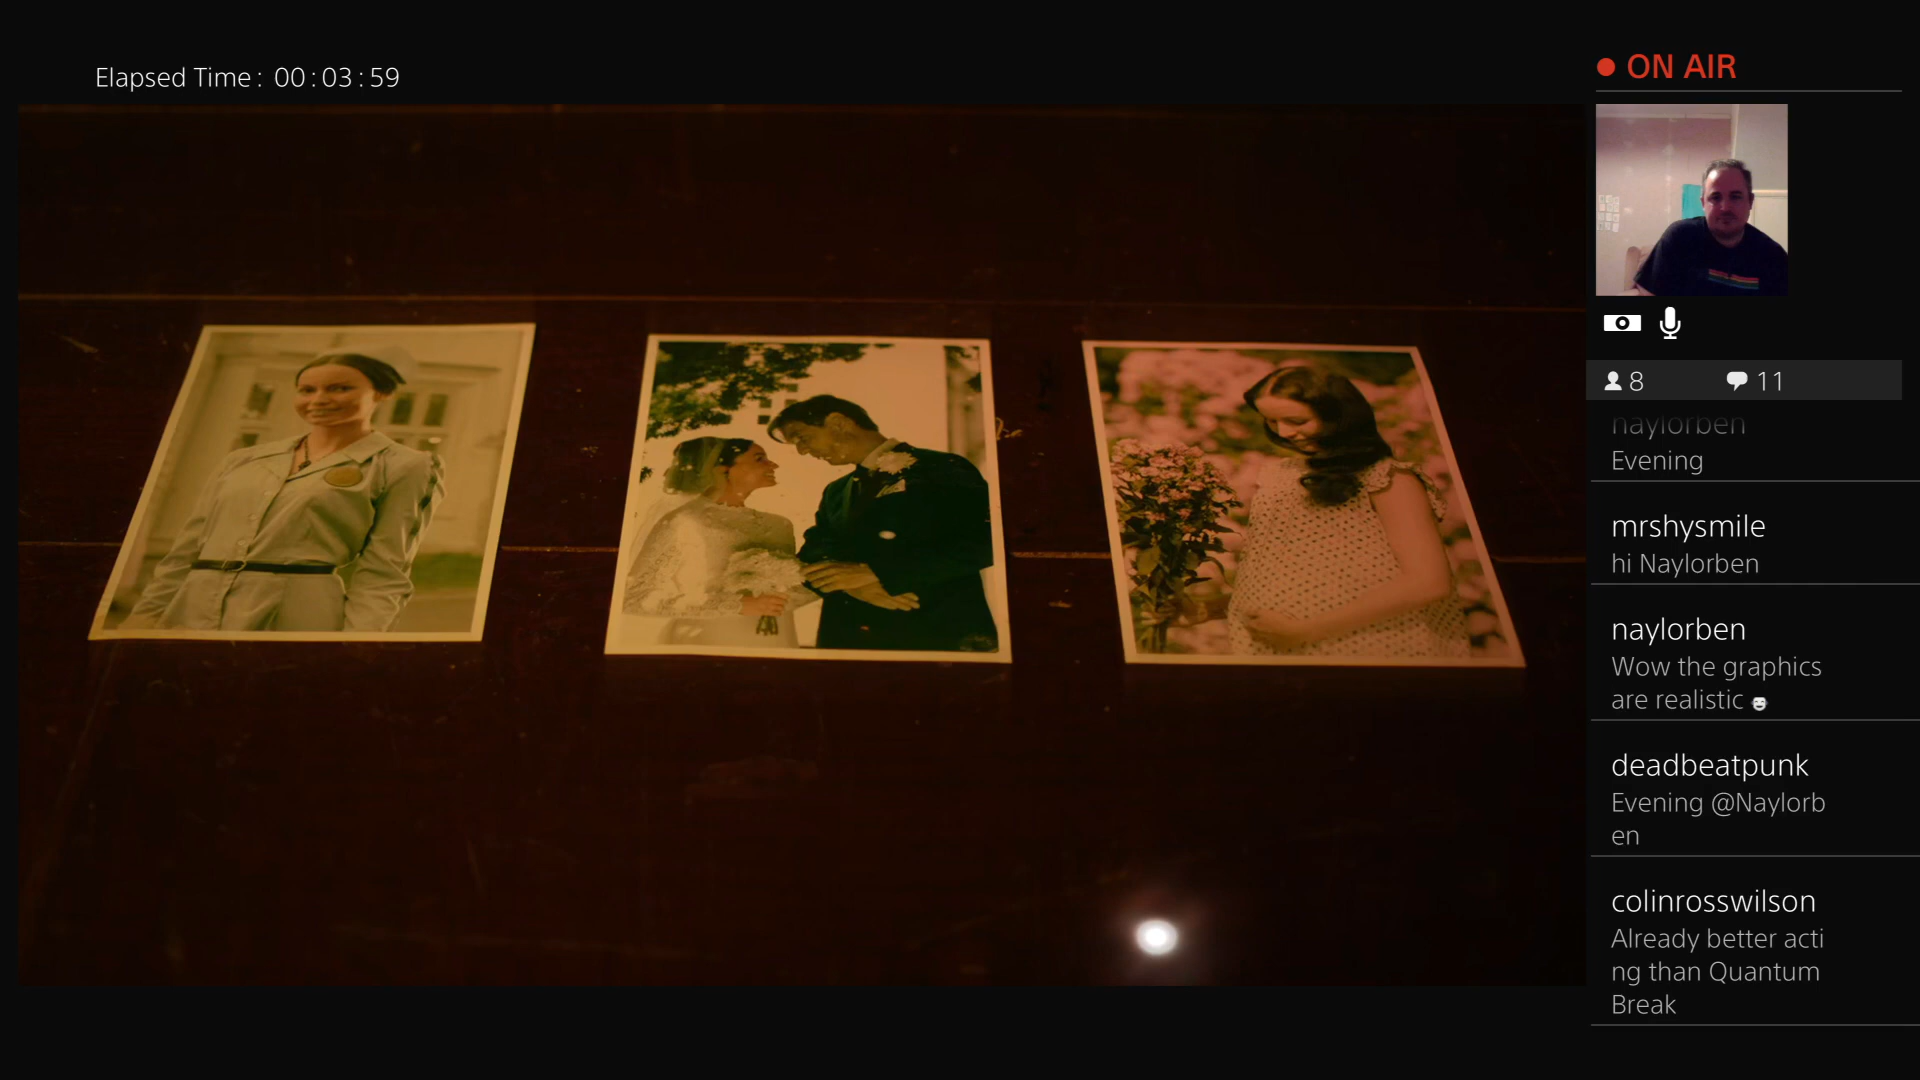 Elapsed Time: 00:03:59
ON AIR
8
11
naylorben
Evening
mrshysmile
hi Naylorben
naylorben
Wow the graphics
are realistic
deadbeatpunk
Evening @Naylorb
en
colinrosswilson
Already better acti
ng than Quantum
Break